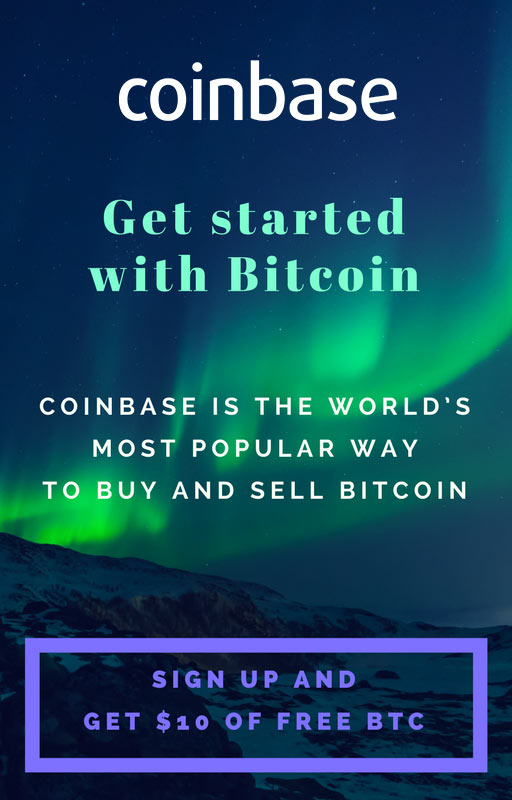 coinbase
Get started
with Bitcoin
COINBASE IS THE WORLD'S
MOST POPULAR WAY
TO BUY AND SELL BITCOIN
SIGN UP AND
GET $10 OF FREE BTC